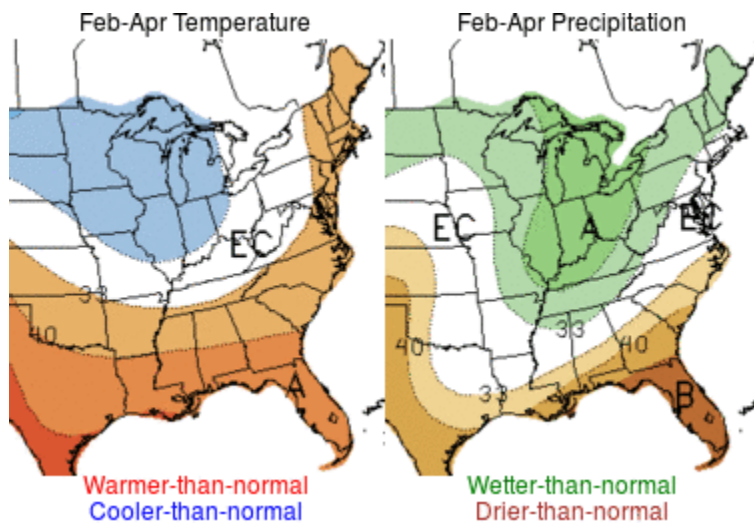 Feb-Apr Temperature
A
EC
33
40
A
Warmer-than-normal
Cooler-than-normal
Feb-Apr Precipitation
EC
A
EC
33
40
40
33
B
Wetter-than-normal
Drier-than-normal